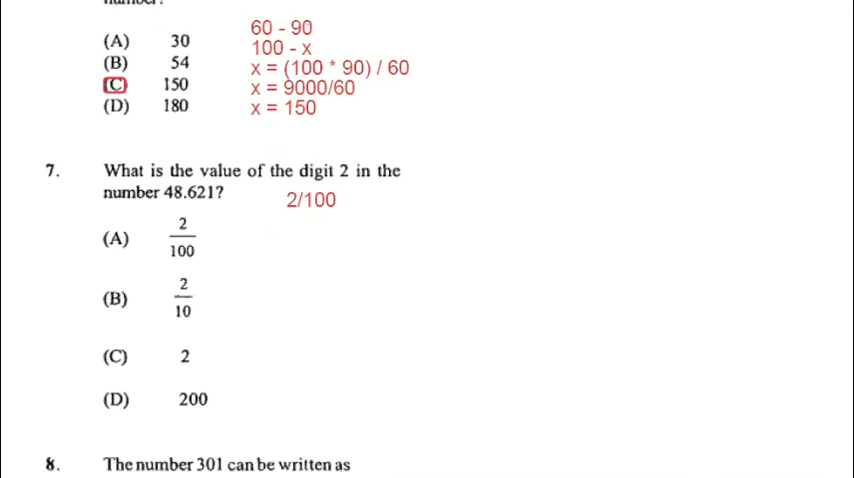 (A) 30 60 - 90
100 - x
(B) 54 x = (100 * 90) / 60
(C) 150 x = 9000/60
(D) 180 x = 150
7. What is the value of the digit 2 in the
number 48.621?
2/100
(A) 2/100
(B) 2/10
(C) 2
(D) 200
8. The number 301 can be written as